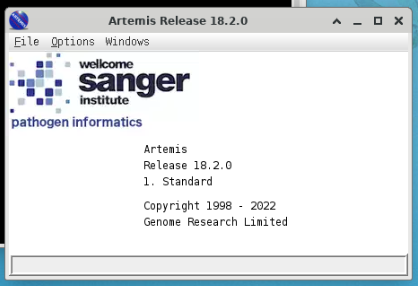 Artemis Release 18.2.0
File Options Windows
wellcome
sanger
institute
pathogen informatics
Artemis
Release 18.2.0
1. Standard
Copyright 1998 - 2022
Genome Research Limited